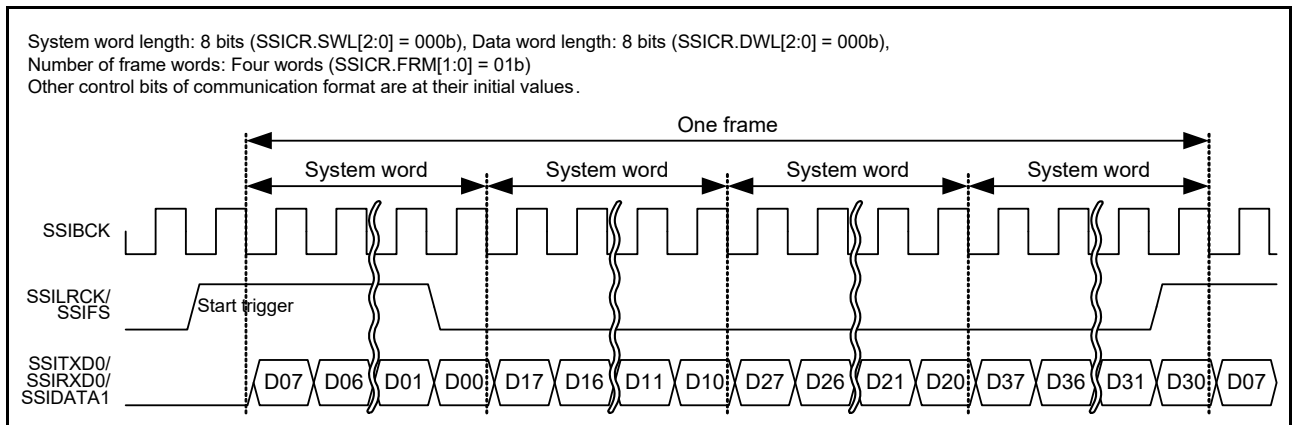 System word length: 8 bits (SSICR.SWL[2:0] = 000b), Data word length: 8 bits (SSICR.DWL[2:0] = 000b),
Number of frame words: Four words (SSICR.FRM[1:0] = 01b)
Other control bits of communication format are at their initial values.
One frame
System word System word System word System word
SSIBCK
SSILRCK/
SSIFS
Start trigger
SSITXD0/
SSIRXD0/
SSIDATA1
D07 D06 D01 D00 D17 D16 D11 D10 D27 D26 D21 D20 D37 D36 D31 D30 D07